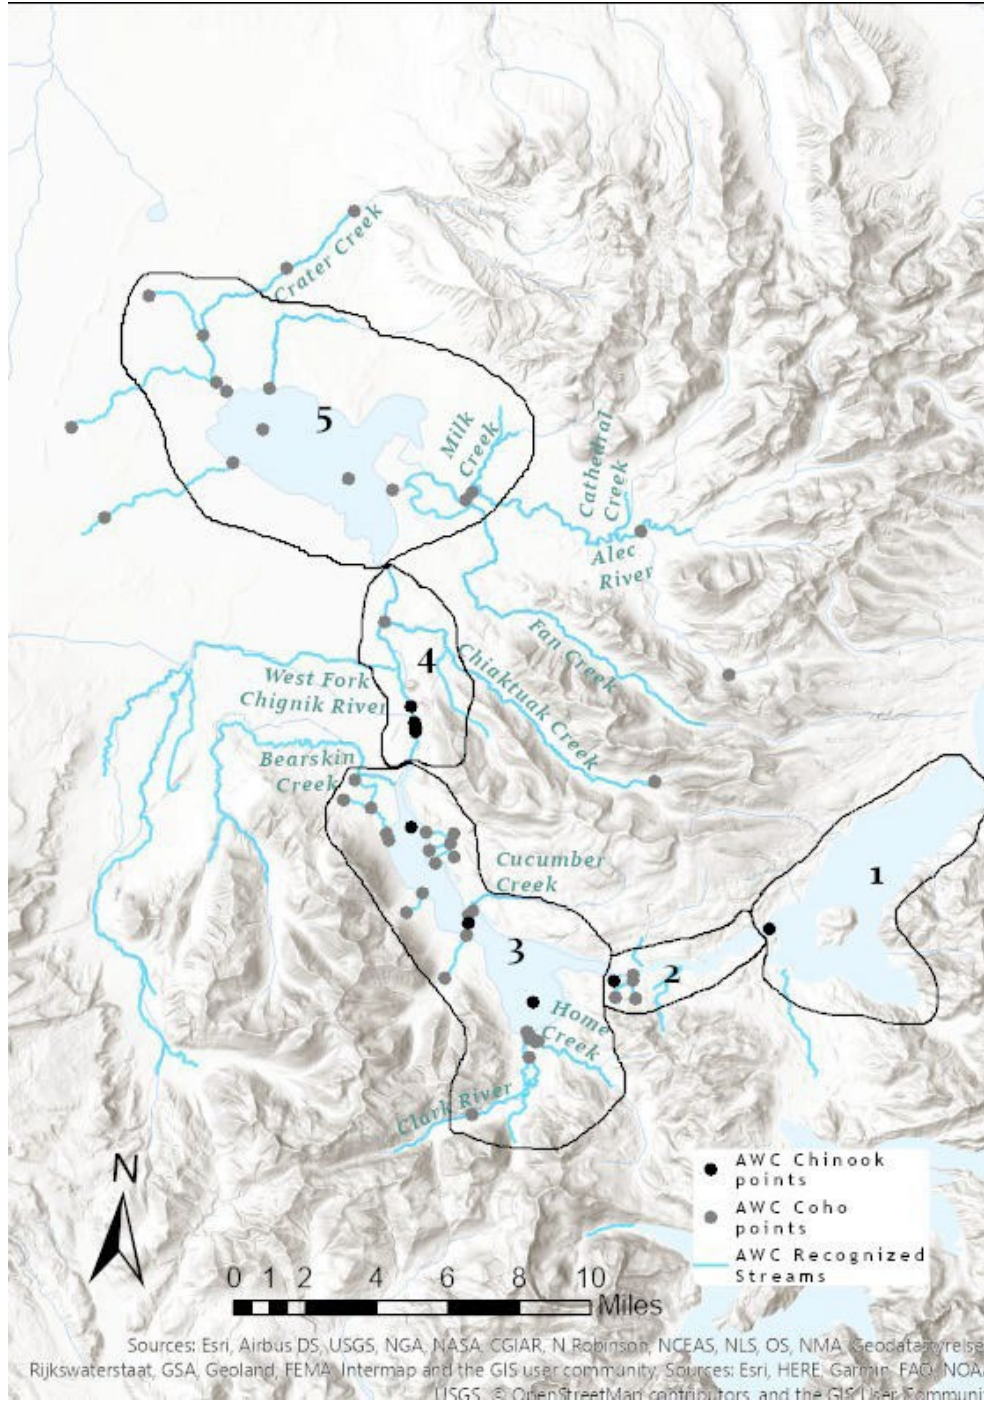 Crater Creek
5
Milk
Creek
Cathedral
Creek
Alec
River
4
Fan Creek
Chiaktuak Creek
West Fork
Chignik River
Bearskin
Creek
Cucumber
Creek
1
3
2
Home
Creek
Clark River
N
AWC Chinook
points
AWC Coho
points
AWC Recognized
Streams
0 1 2 4 6 8 10
Miles
Sources: Esri, Airbus DS, USGS, NGA, NASA, CGIAR, N Robinson, NCEAS, NLS, OS, NMA,
Rijkswaterstaat, GSA, Geoland, FEMA, Intermap and the GIS user community, Sources: Esri, HERE, Garmin, FAO,
USGS, © OpenStreetMap contributors, and the GIS User